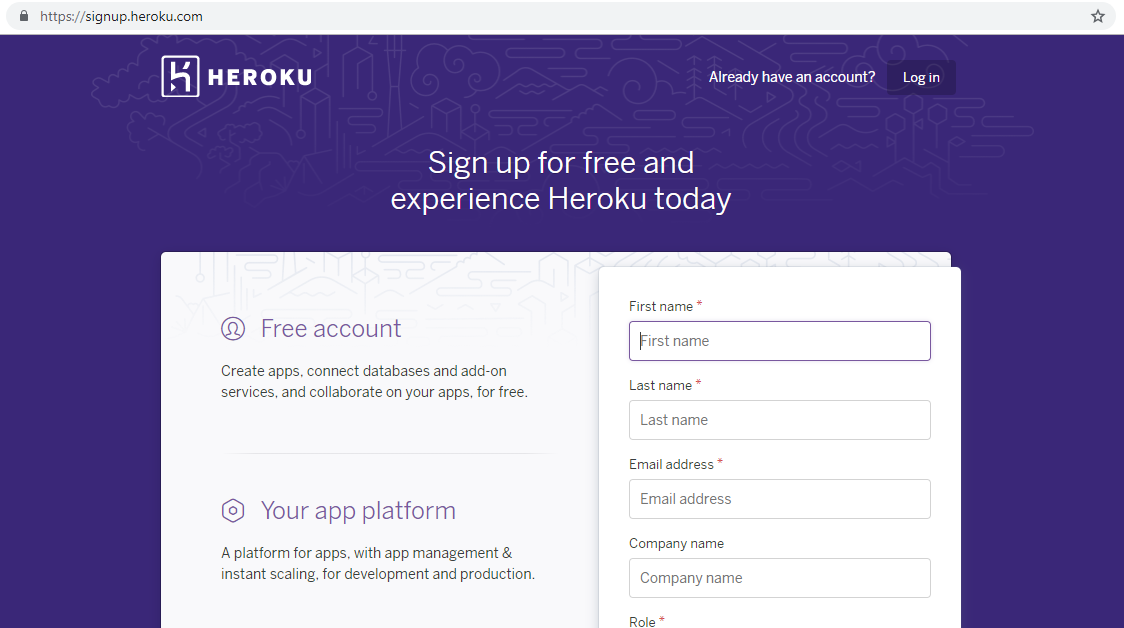 https://signup.heroku.com
HEROKU
Already have an account?
Log in
Sign up for free and
experience Heroku today
Free account
Create apps, connect databases and add-on
services, and collaborate on your apps, for free.
Your app platform
A platform for apps, with app management &
instant scaling, for development and production.
First name *
First name
Last name *
Last name
Email address *
Email address
Company name
Company name
Role *